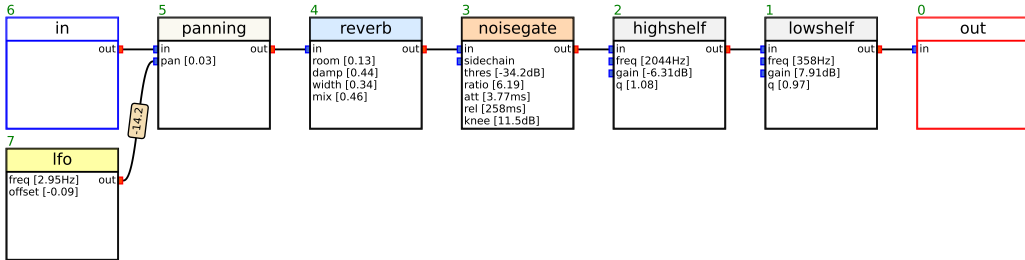 6
in
out
5
panning
in
out
pan [0.03]
4
reverb
in
out
room [0.13]
damp [0.44]
width [0.34]
mix [0.46]
3
noisegate
in
out
sidechain
thres [-34.2dB]
ratio [6.19]
att [3.77ms]
rel [258ms]
knee [11.5dB]
2
highshelf
in
out
freq [2044Hz]
gain [-6.31dB]
q [1.08]
1
lowshelf
in
out
freq [358Hz]
gain [7.91dB]
q [0.97]
0
out
in
-14.2
7
lfo
freq [2.95Hz]
out
offset [-0.09]